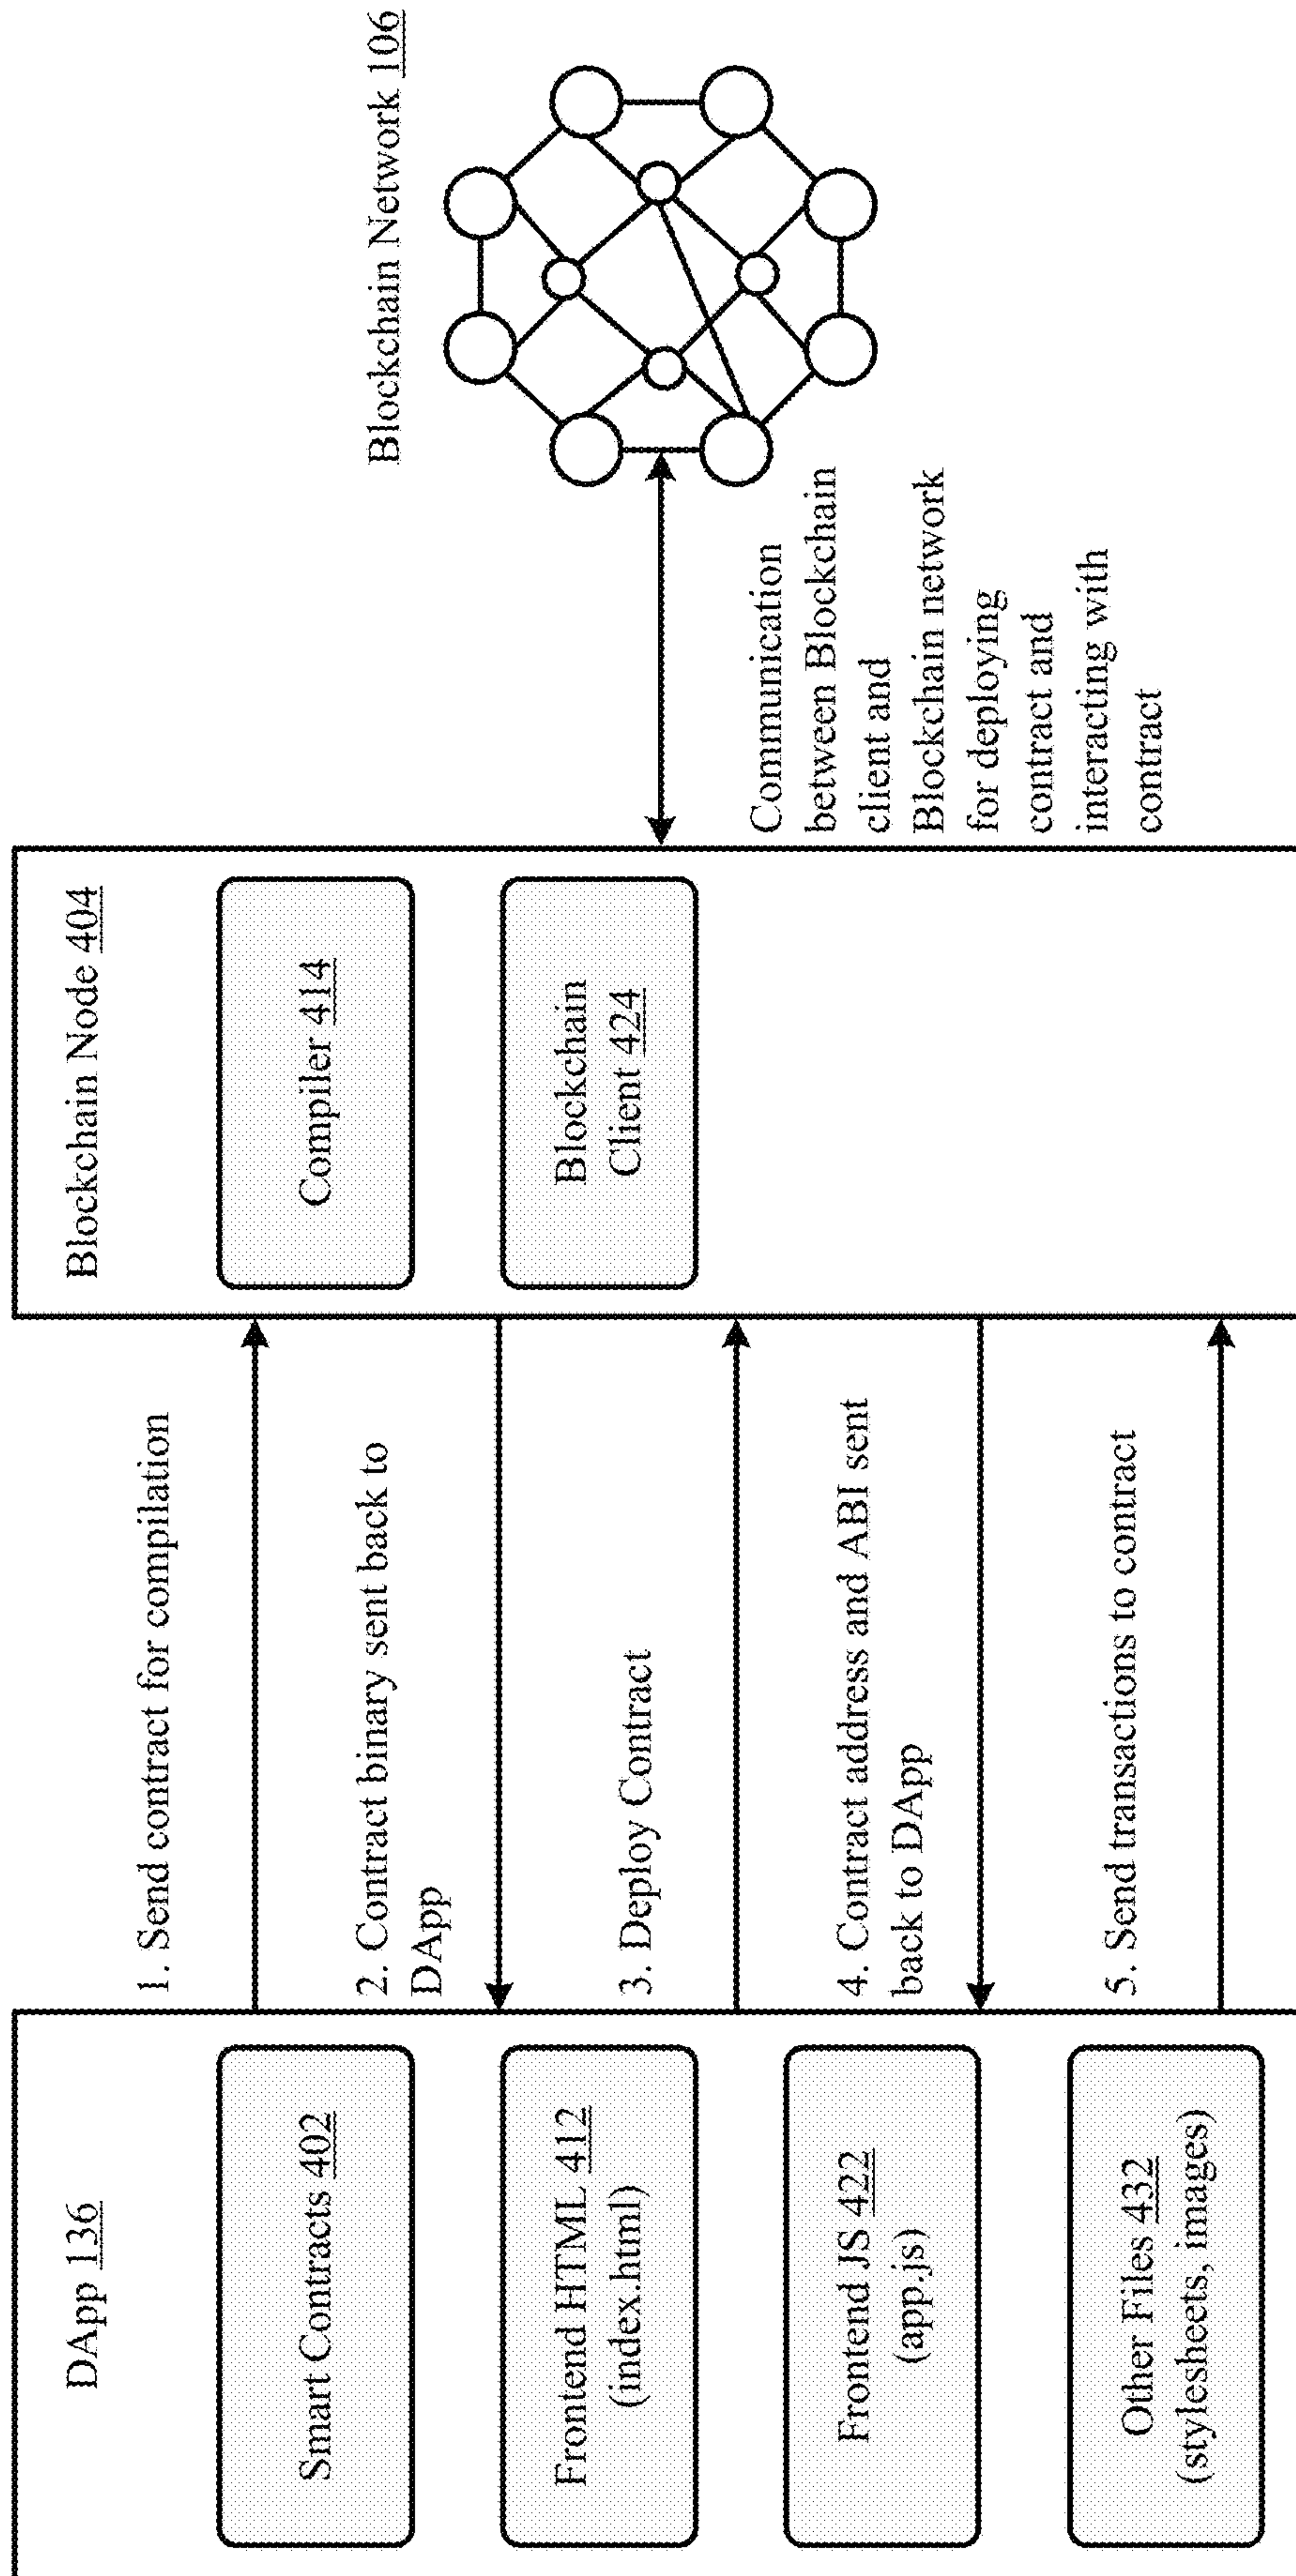 DApp 136
Smart Contracts 402
Frontend HTML 412
(index.html)
Frontend JS 422
(app.js)
Other Files 432
(stylesheets, images)
1. Send contract for compilation
2. Contract binary sent back to
DApp
3. Deploy Contract
4. Contract address and ABI sent
back to DApp
5. Send transactions to contract
Blockchain Node 404
Compiler 414
Blockchain
Client 424
Communication
between Blockchain
client and
Blockchain network
for deploying
contract and
interacting with
contract
Blockchain Network 106